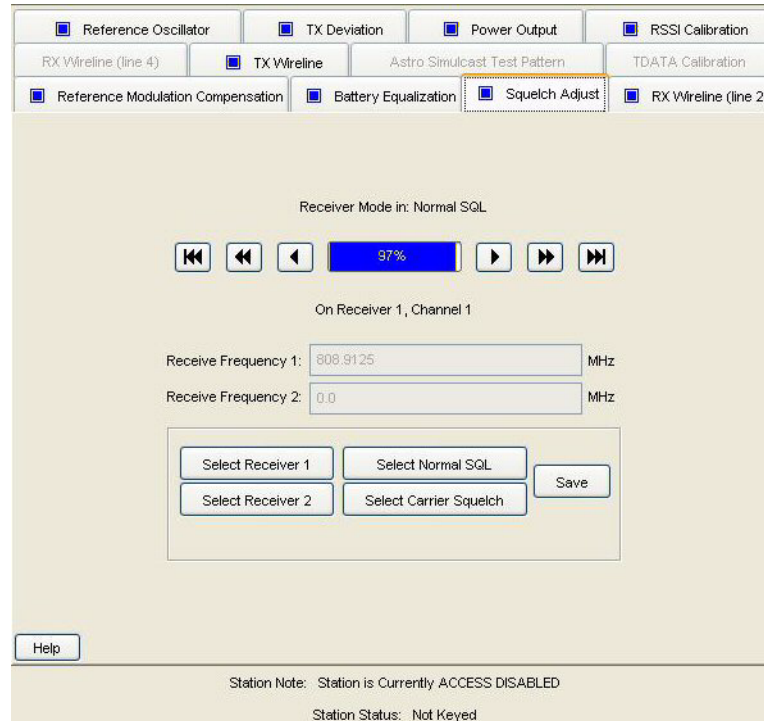 Reference Oscillator TX Deviation Power Output RSSI Calibration
RX Wireline (line 4) TX Wireline Astro Simulcast Test Pattern TDATA Calibration
Reference Modulation Compensation Battery Equalization Squelch Adjust RX Wireline (line 2
Receiver Mode in: Normal SQL
97%
On Receiver 1, Channel 1
Receive Frequency 1: 808.9125 MHz
Receive Frequency 2: 0.0 MHz
Select Receiver 1 Select Normal SQL
Save
Select Receiver 2 Select Carrier Squelch
Help
Station Note: Station is Currently ACCESS DISABLED
Station Status: Not Keyed